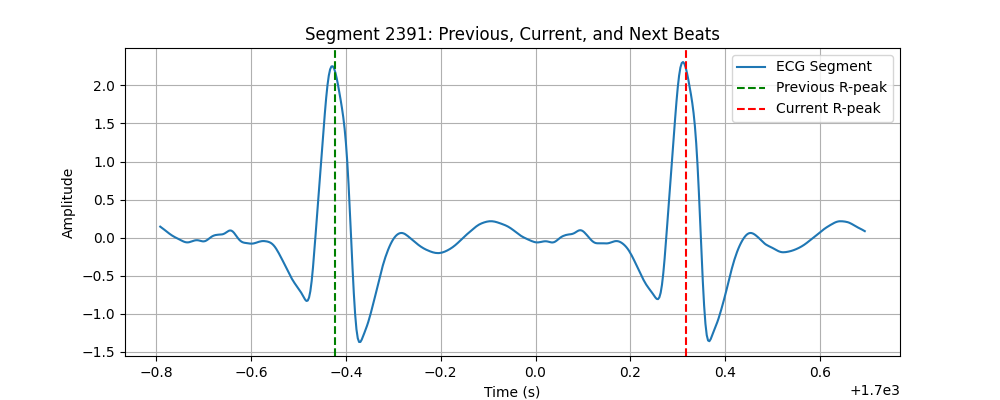 Segment 2391: Previous, Current, and Next Beats
ECG Segment
Previous R-peak
Current R-peak
Amplitude
2.0
1.5
1.0
0.5
0.0
−0.5
−1.0
−1.5
−0.8 −0.6 −0.4 −0.2 0.0 0.2 0.4 0.6
Time (s)
+1.7e3